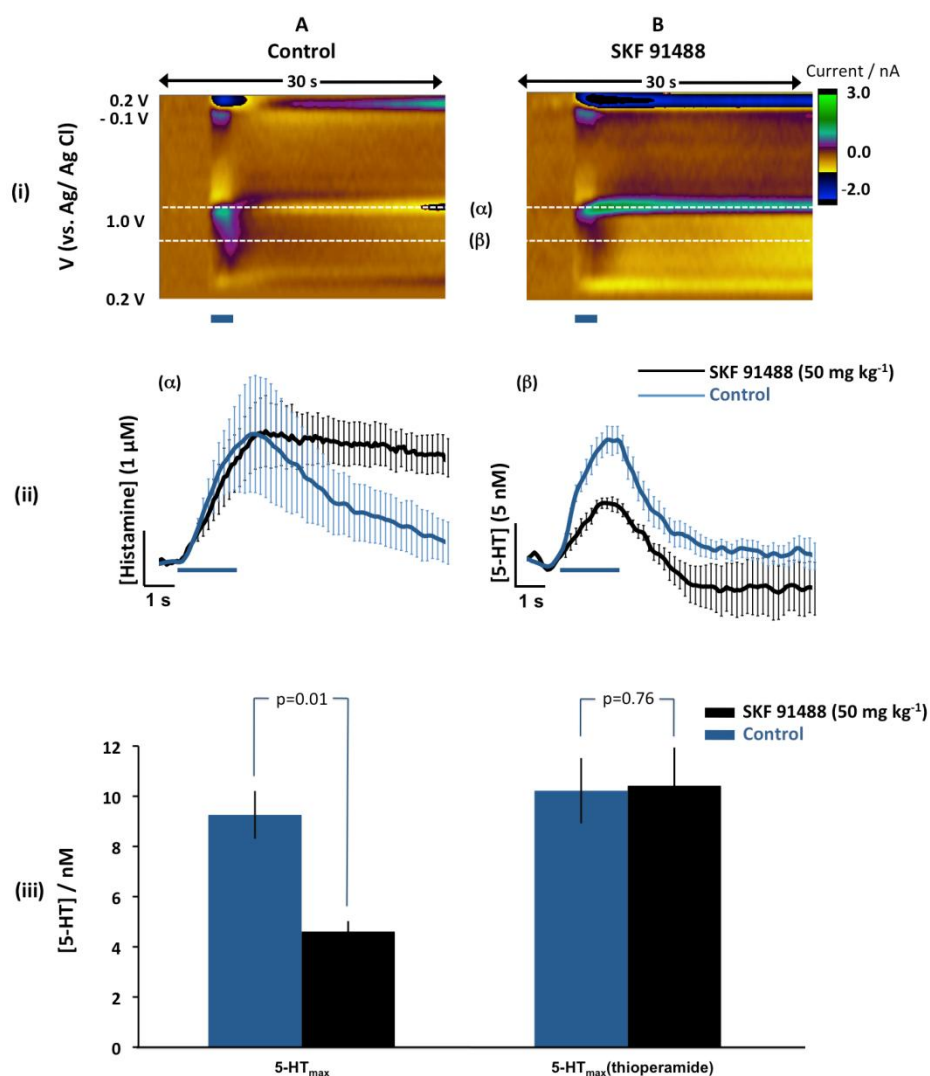 A
Control
B
SKF 91488
30 s
30 s
Current / nA
3.0
0.0
-2.0
(i)
V (vs. Ag/ Ag Cl)
0.2 V
- 0.1 V
1.0 V
0.2 V
(α)
(β)
(ii)
(α)
[Histamine] (1 µM)
1 s
(β)
[5-HT] (5 nM)
1 s
SKF 91488 (50 mg kg⁻¹)
Control
(iii)
[5-HT] / nM
12
10
8
6
4
2
0
p=0.01
p=0.76
SKF 91488 (50 mg kg⁻¹)
Control
5-HTmax
5-HTmax(thioperamide)